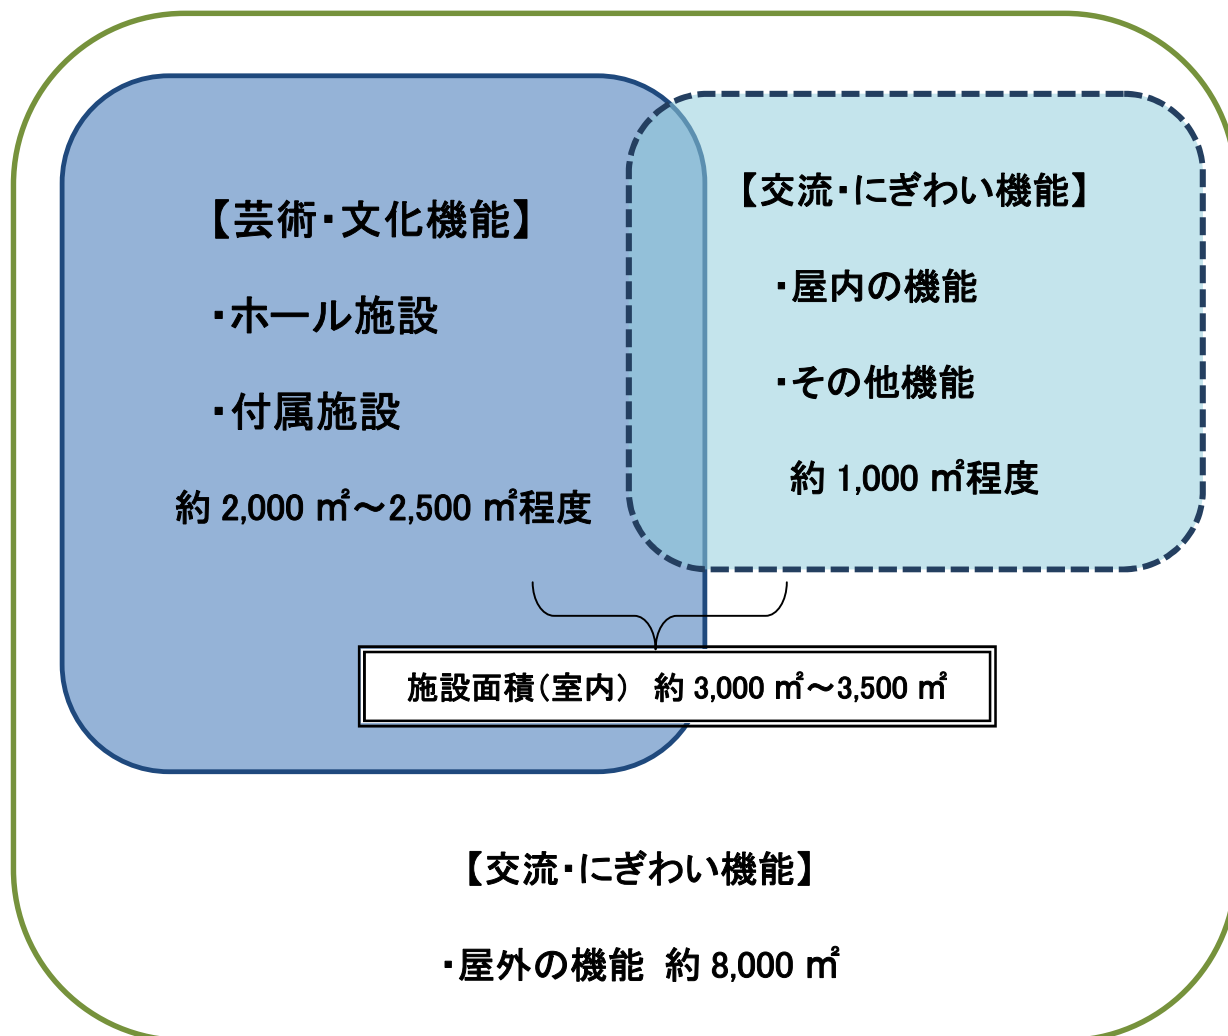 【芸術・文化機能】
・ホール施設
・付属施設
約 2,000 ㎡～2,500 ㎡程度
【交流・にぎわい機能】
・屋内の機能
・その他機能
約 1,000 ㎡程度
施設面積（室内） 約 3,000 ㎡～3,500 ㎡
【交流・にぎわい機能】
・屋外の機能 約 8,000 ㎡